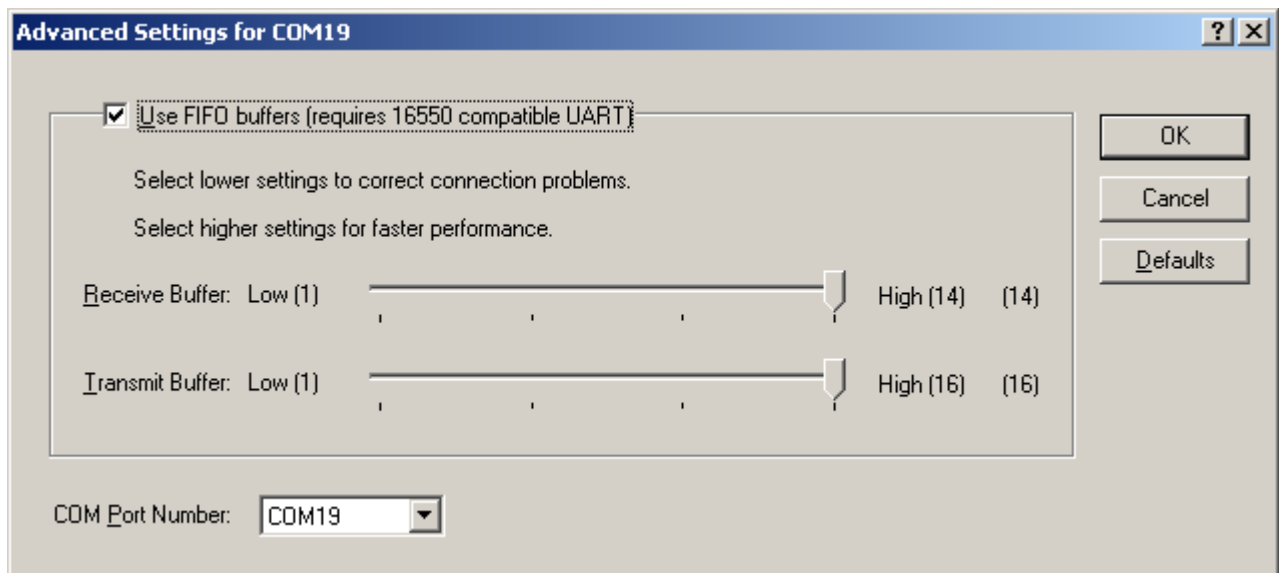 Advanced Settings for COM19
Use FIFO buffers (requires 16550 compatible UART)
OK
Select lower settings to correct connection problems.
Cancel
Select higher settings for faster performance.
Defaults
Receive Buffer: Low (1) High (14) (14)
Transmit Buffer: Low (1) High (16) (16)
COM Port Number: COM19